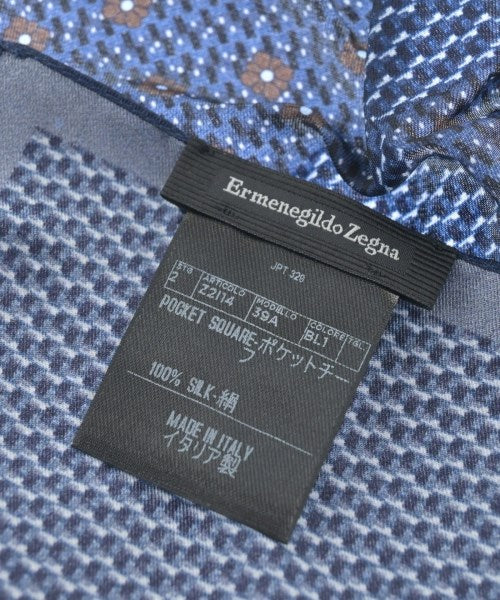 Ermenegildo Zegna
JPT 328
STG ARTICOLO MODELLO COLORE TGL
2 Z2I14 39A BL1
POCKET SQUARE-ポケットチー
フ
100% SILK-絹
MADE IN ITALY
イタリア製